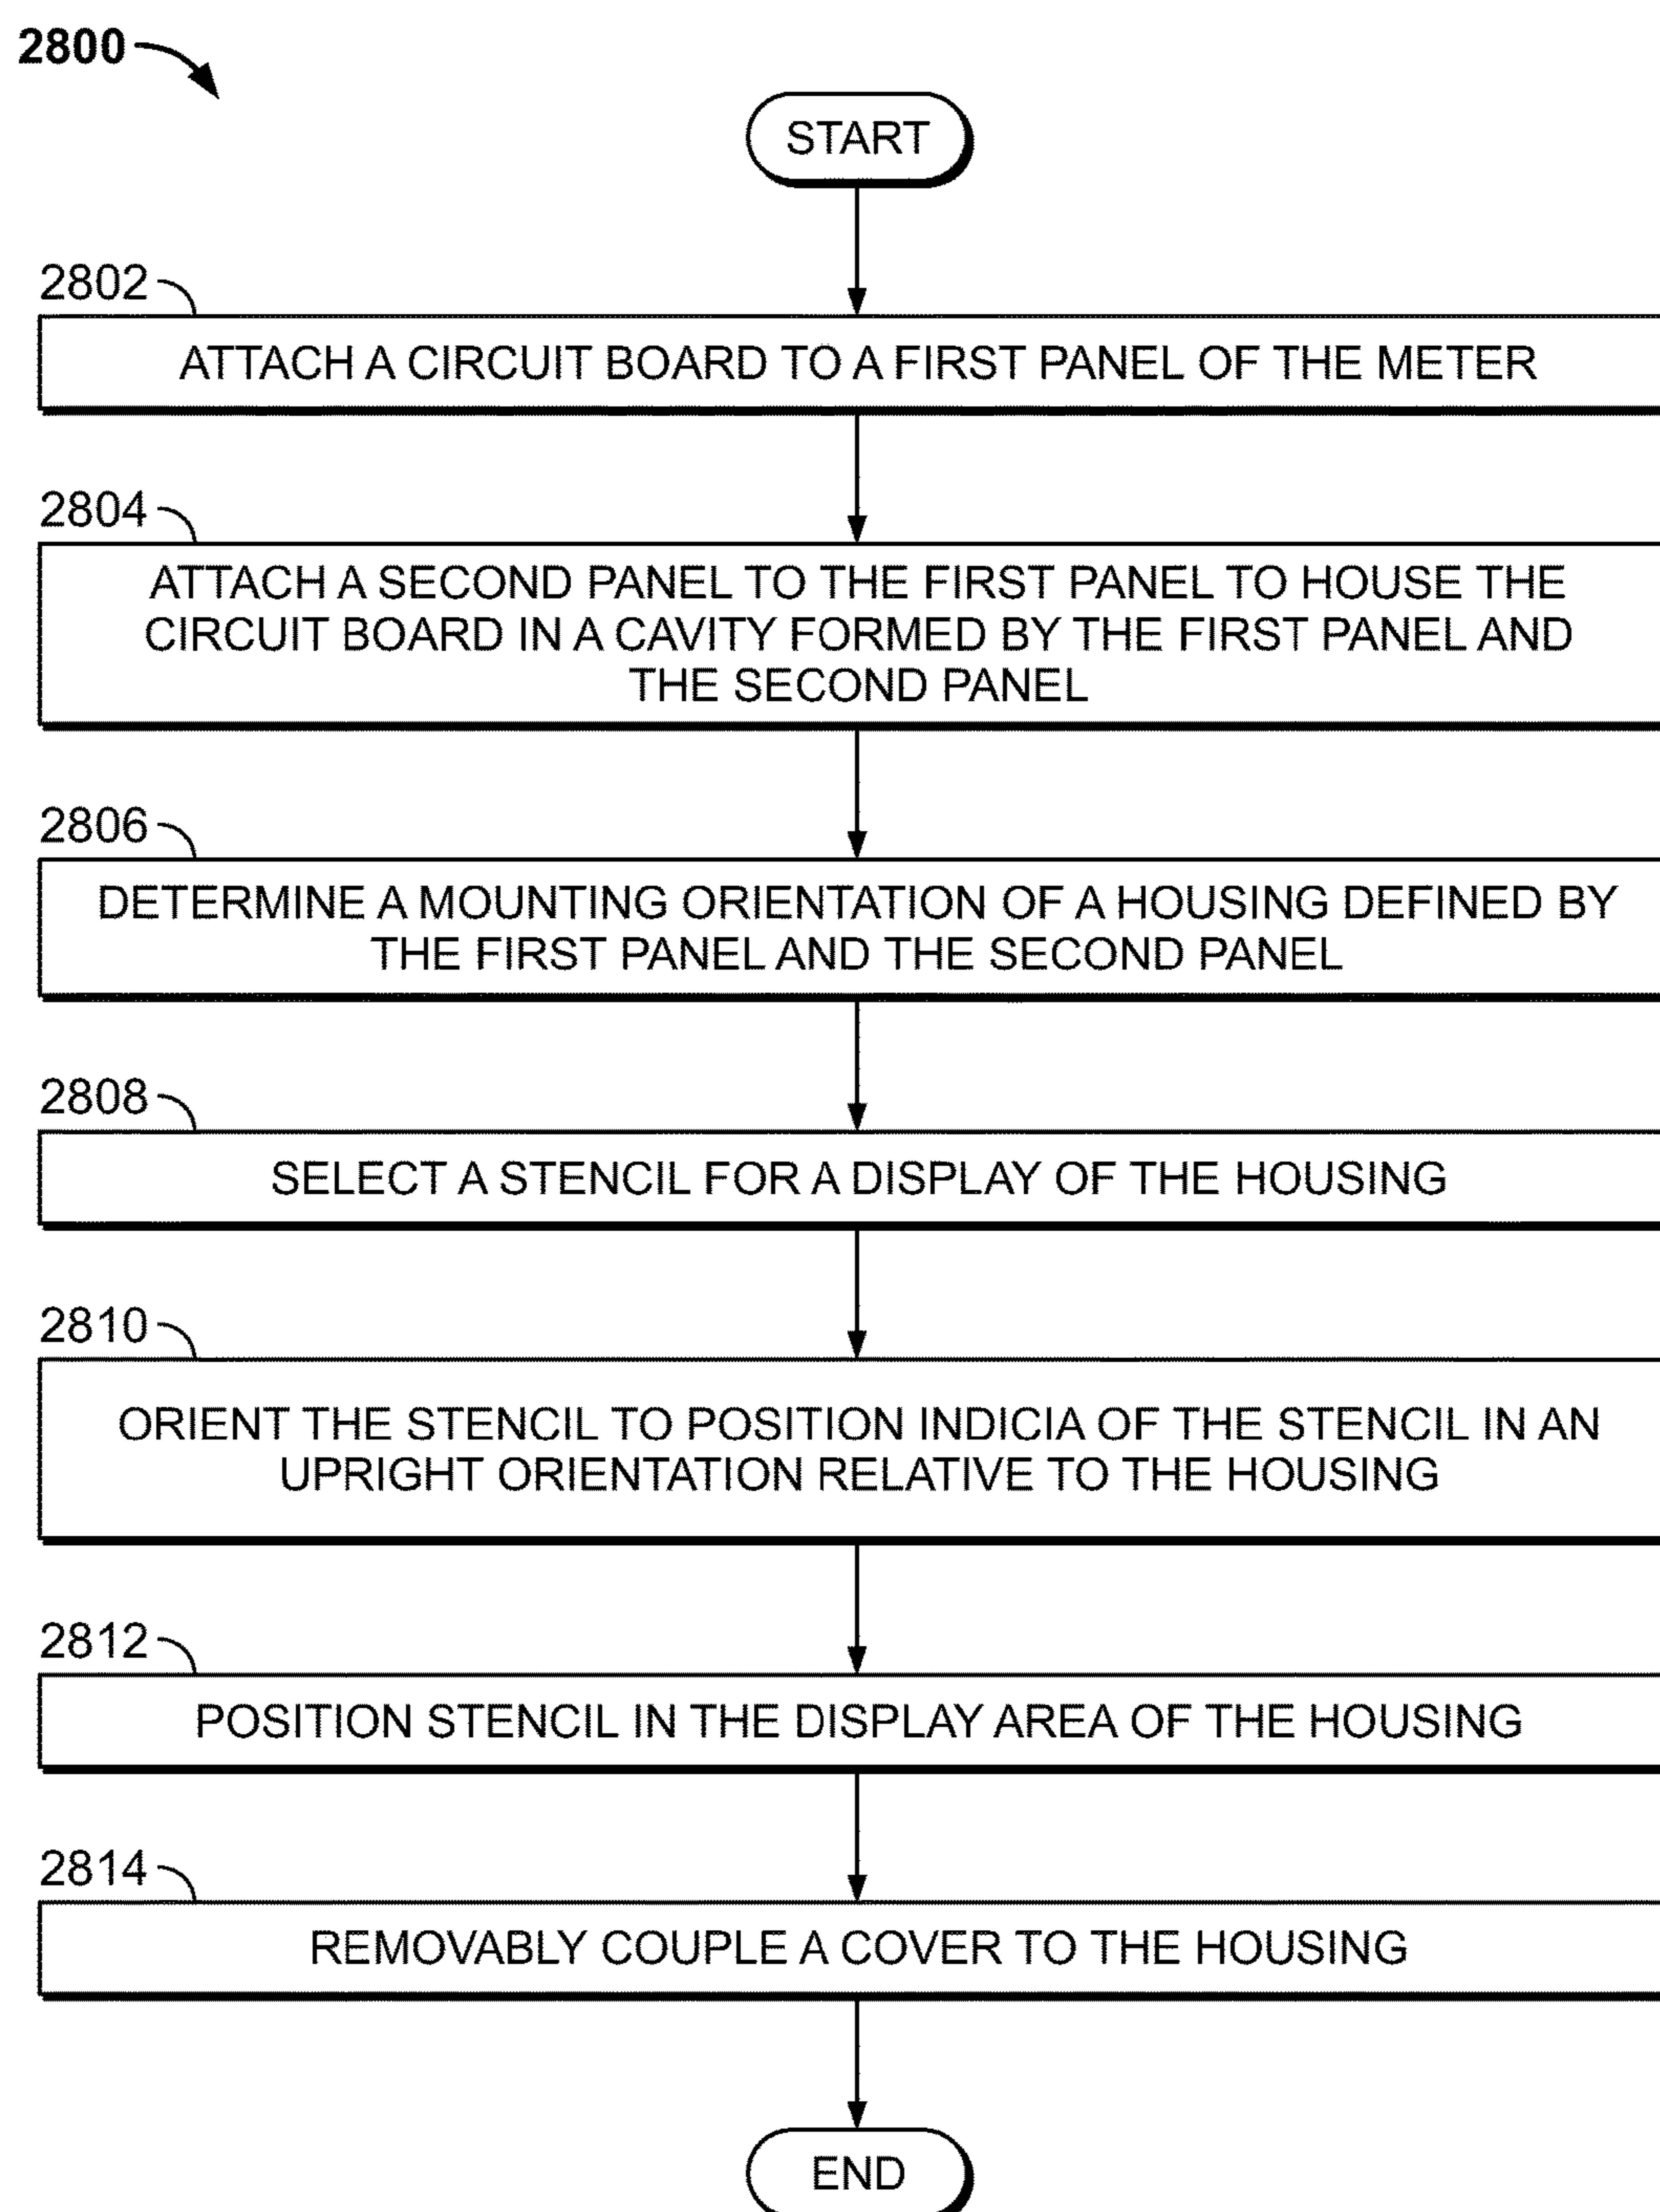 2800
START
2802
ATTACH A CIRCUIT BOARD TO A FIRST PANEL OF THE METER
2804
ATTACH A SECOND PANEL TO THE FIRST PANEL TO HOUSE THE
CIRCUIT BOARD IN A CAVITY FORMED BY THE FIRST PANEL AND
THE SECOND PANEL
2806
DETERMINE A MOUNTING ORIENTATION OF A HOUSING DEFINED BY
THE FIRST PANEL AND THE SECOND PANEL
2808
SELECT A STENCIL FOR A DISPLAY OF THE HOUSING
2810
ORIENT THE STENCIL TO POSITION INDICIA OF THE STENCIL IN AN
UPRIGHT ORIENTATION RELATIVE TO THE HOUSING
2812
POSITION STENCIL IN THE DISPLAY AREA OF THE HOUSING
2814
REMOVABLY COUPLE A COVER TO THE HOUSING
END